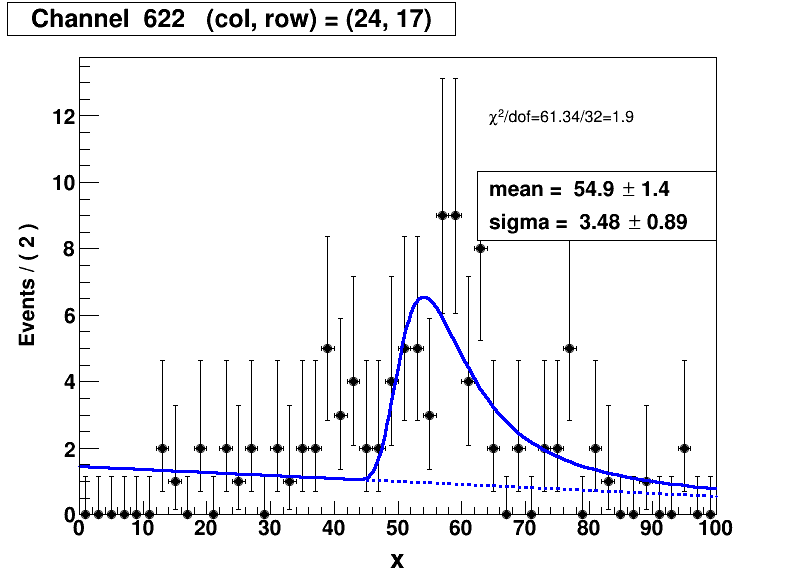 Channel 622 (col, row) = (24, 17)
χ²/dof=61.34/32=1.9
mean = 54.9 ± 1.4
sigma = 3.48 ± 0.89
Events / ( 2 )
12
10
8
6
4
2
0
0 10 20 30 40 50 60 70 80 90 100
x